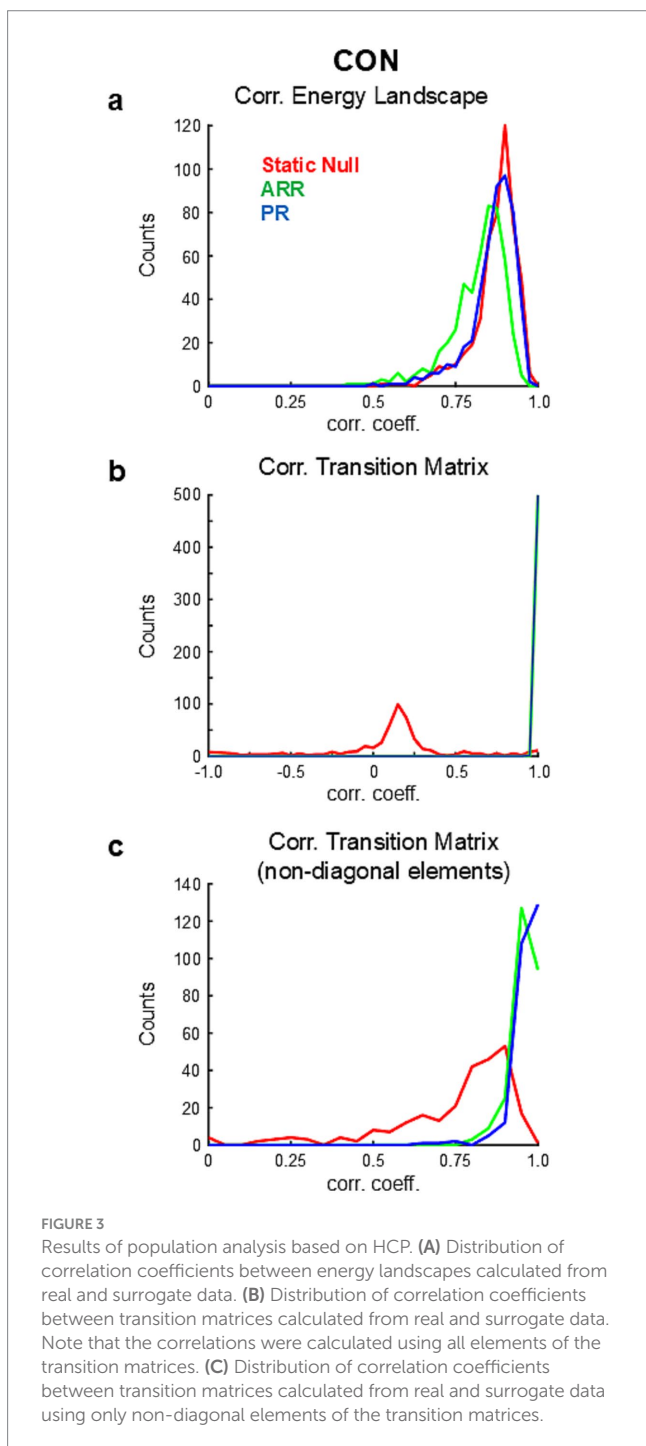 CON
a
Corr. Energy Landscape
120
100
80
60
40
20
0
Counts
Static Null
ARR
PR
0 0.25 0.5 0.75 1.0
corr. coeff.
b
Corr. Transition Matrix
500
400
300
200
100
0
Counts
-1.0 -0.5 0 0.5 1.0
corr. coeff.
c
Corr. Transition Matrix
(non-diagonal elements)
140
120
100
80
60
40
20
0
Counts
0 0.25 0.5 0.75 1.0
corr. coeff.
FIGURE 3
Results of population analysis based on HCP. (A) Distribution of
correlation coefficients between energy landscapes calculated from
real and surrogate data. (B) Distribution of correlation coefficients
between transition matrices calculated from real and surrogate data.
Note that the correlations were calculated using all elements of the
transition matrices. (C) Distribution of correlation coefficients
between transition matrices calculated from real and surrogate data
using only non-diagonal elements of the transition matrices.